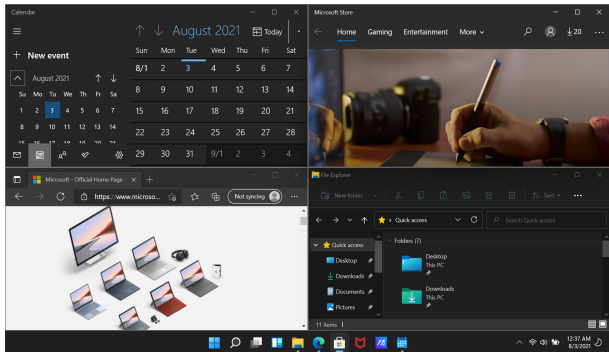 Calendar
August 2021
Today
New event
Sun Mon Tue Wed Thu Fri Sat
8/1 2 3 4 5 6 7
8 9 10 11 12 13 14
15 16 17 18 19 20 21
22 23 24 25 26 27 28
29 30 31 9/1 2 3 4
August 2021
Su Mo Tu We Th Fr Sa
1 2 3 4 5 6 7
8 9 10 11 12 13 14
Microsoft Store
Home Gaming Entertainment More
20
Microsoft - Official Home Page
https://www.microso...
Not syncing
File Explorer
New folder
Sort
Quick access
Search Quick access
Quick access
Desktop
Downloads
Documents
Pictures
Folders (7)
Desktop
This PC
Downloads
This PC
11 items
12:37 AM
8/3/2021